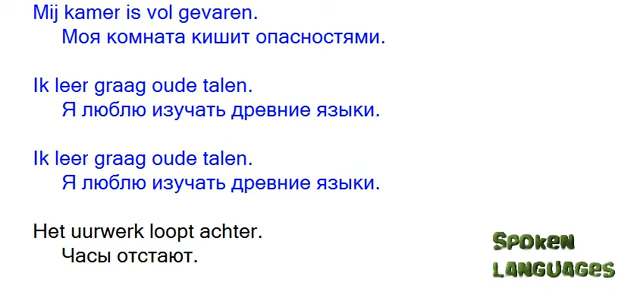 Mij kamer is vol gevaren.
Моя комната кишит опасностями.
Ik leer graag oude talen.
Я люблю изучать древние языки.
Ik leer graag oude talen.
Я люблю изучать древние языки.
Het uurwerk loopt achter.
Часы отстают.
Spoken
Languages